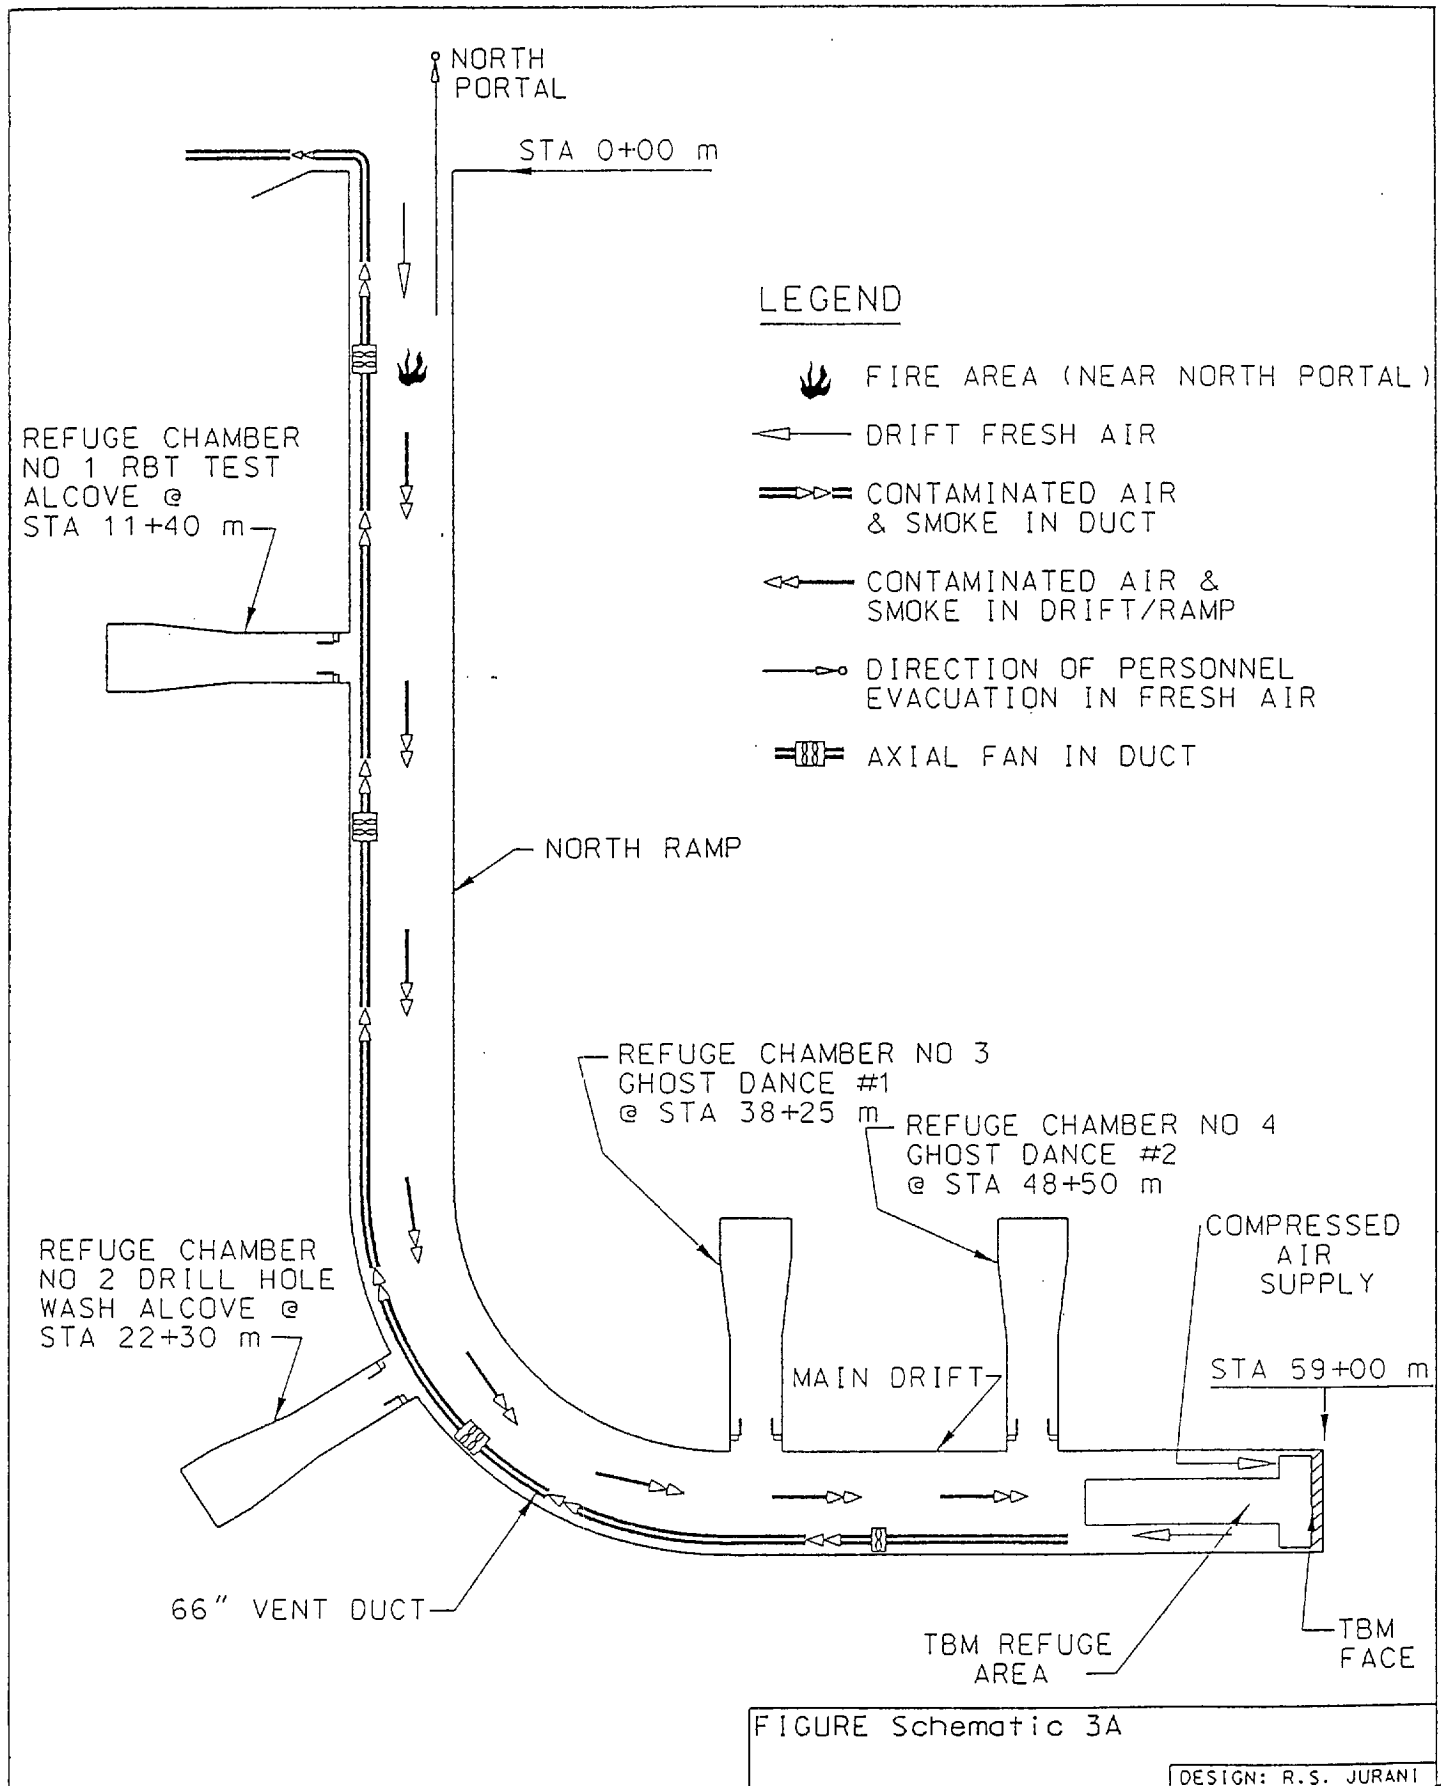 NORTH
PORTAL
STA 0+00 m
LEGEND
FIRE AREA (NEAR NORTH PORTAL)
DRIFT FRESH AIR
CONTAMINATED AIR
& SMOKE IN DUCT
CONTAMINATED AIR &
SMOKE IN DRIFT/RAMP
DIRECTION OF PERSONNEL
EVACUATION IN FRESH AIR
AXIAL FAN IN DUCT
REFUGE CHAMBER
NO 1 RBT TEST
ALCOVE @
STA 11+40 m
NORTH RAMP
REFUGE CHAMBER NO 3
GHOST DANCE #1
@ STA 38+25 m
REFUGE CHAMBER NO 4
GHOST DANCE #2
@ STA 48+50 m
REFUGE CHAMBER
NO 2 DRILL HOLE
WASH ALCOVE @
STA 22+30 m
COMPRESSED
AIR
SUPPLY
MAIN DRIFT
STA 59+00 m
66" VENT DUCT
TBM REFUGE
AREA
TBM
FACE
FIGURE Schematic 3A
DESIGN: R.S. JURANI